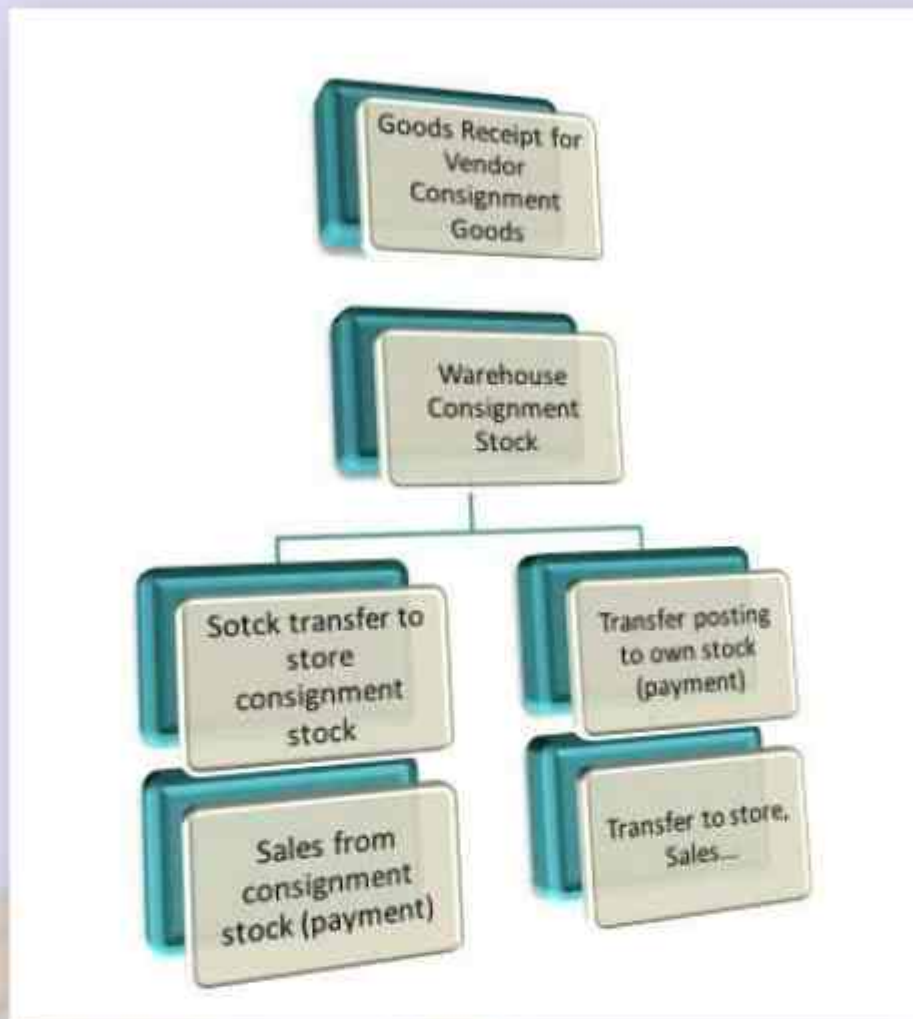 Goods Receipt for
Vendor
Consignment
Goods
Warehouse
Consignment
Stock
Sotck transfer to
store
consignment
stock
Transfer posting
to own stock
(payment)
Sales from
consignment
stock (payment)
Transfer to store,
Sales...